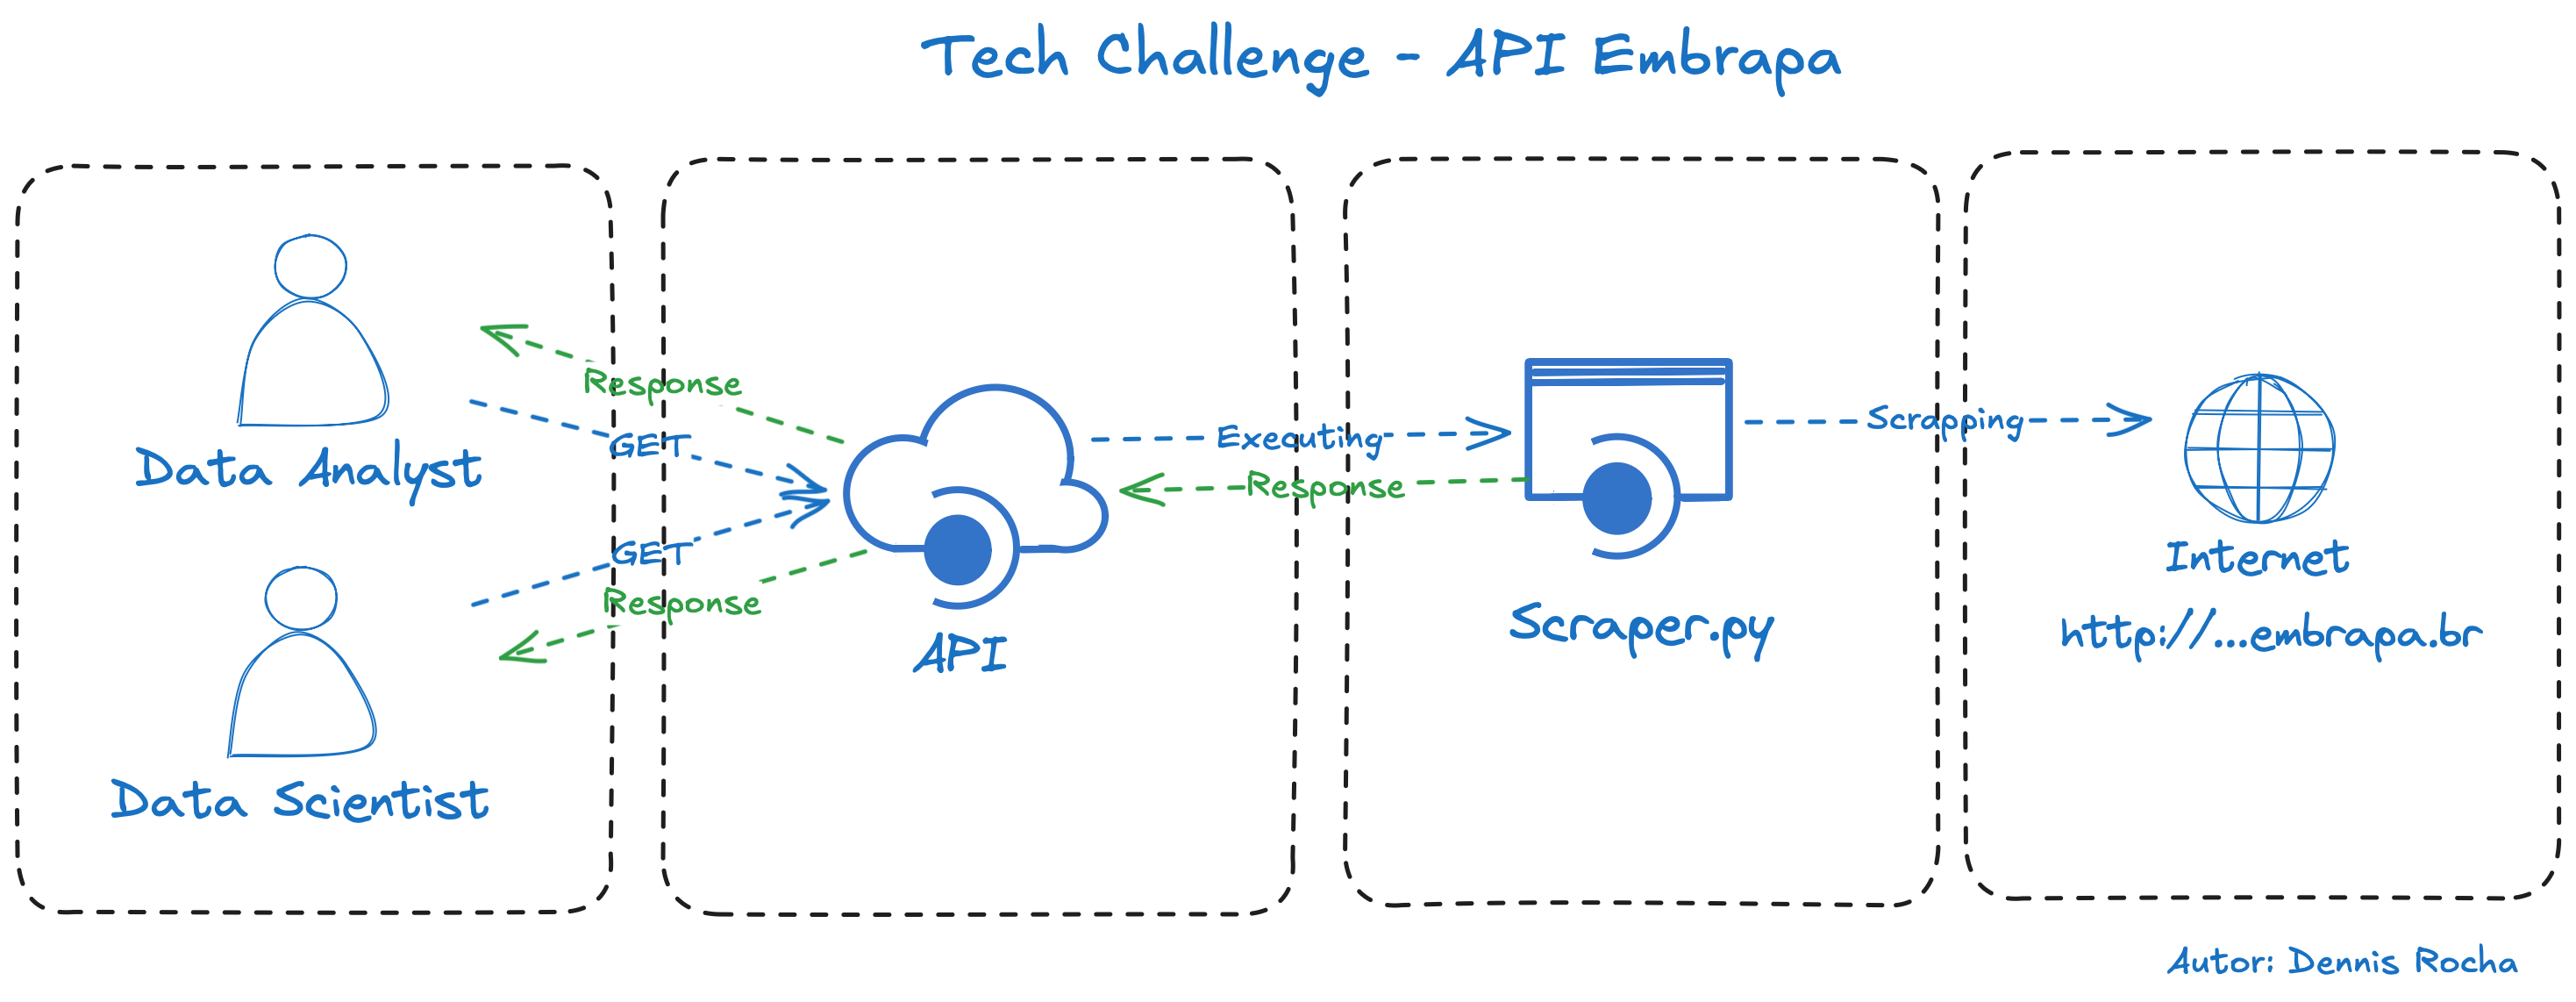 Tech Challenge - API Embrapa
Response
GET
Data Analyst
GET
Response
Data Scientist
API
Executing
Response
Scraper.py
Scrapping
Internet
http://...embrapa.br
Autor: Dennis Rocha